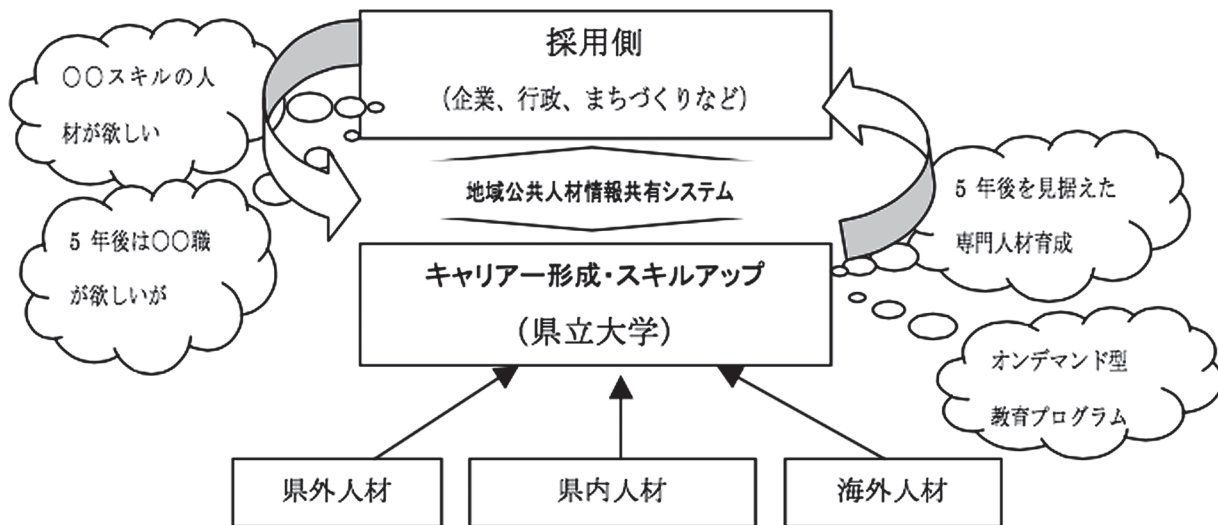 採用側
(企業、行政、まちづくりなど)
〇〇スキルの人
材が欲しい
5 年後は〇〇職
が欲しいが
地域公共人材情報共有システム
5 年後を見据えた
専門人材育成
キャリアー形成・スキルアップ
(県立大学)
オンデマンド型
教育プログラム
県外人材
県内人材
海外人材